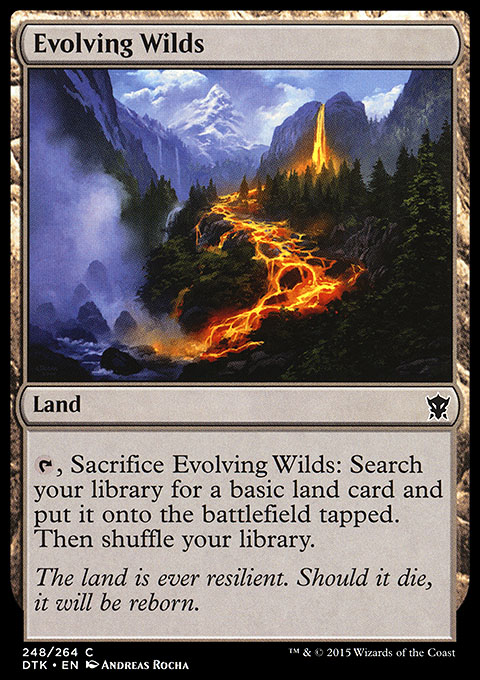 Evolving Wilds
Land
, Sacrifice Evolving Wilds: Search
your library for a basic land card and
put it onto the battlefield tapped.
Then shuffle your library.
The land is ever resilient. Should it die,
it will be reborn.
248/264 C
DTK • EN Andreas Rocha
™ & © 2015 Wizards of the Coast